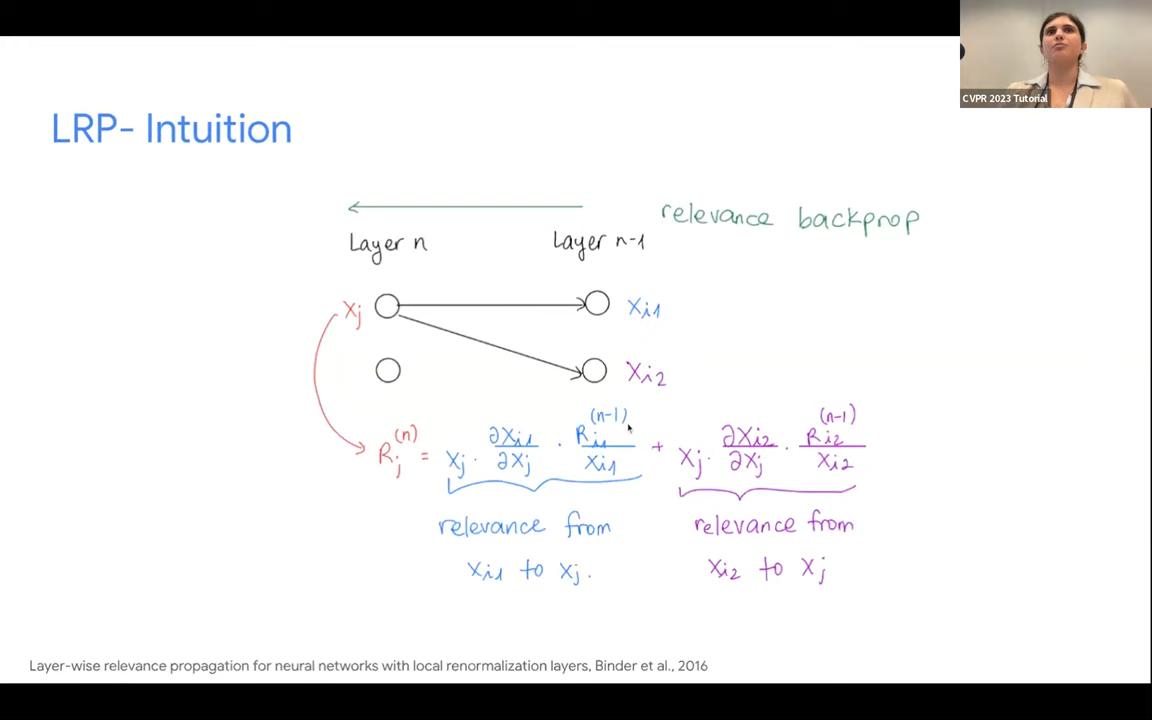 CVPR 2023 Tutorial
LRP- Intuition
relevance backprop
Layer n Layer n-1
xj xi1
xi2
Rj^(n) = xj · ∂xi1/∂xj · Ri1^(n-1)/xi1 + xj · ∂xi2/∂xj · Ri2^(n-1)/xi2
relevance from relevance from
xi1 to xj. xi2 to xj
Layer-wise relevance propagation for neural networks with local renormalization layers, Binder et al., 2016